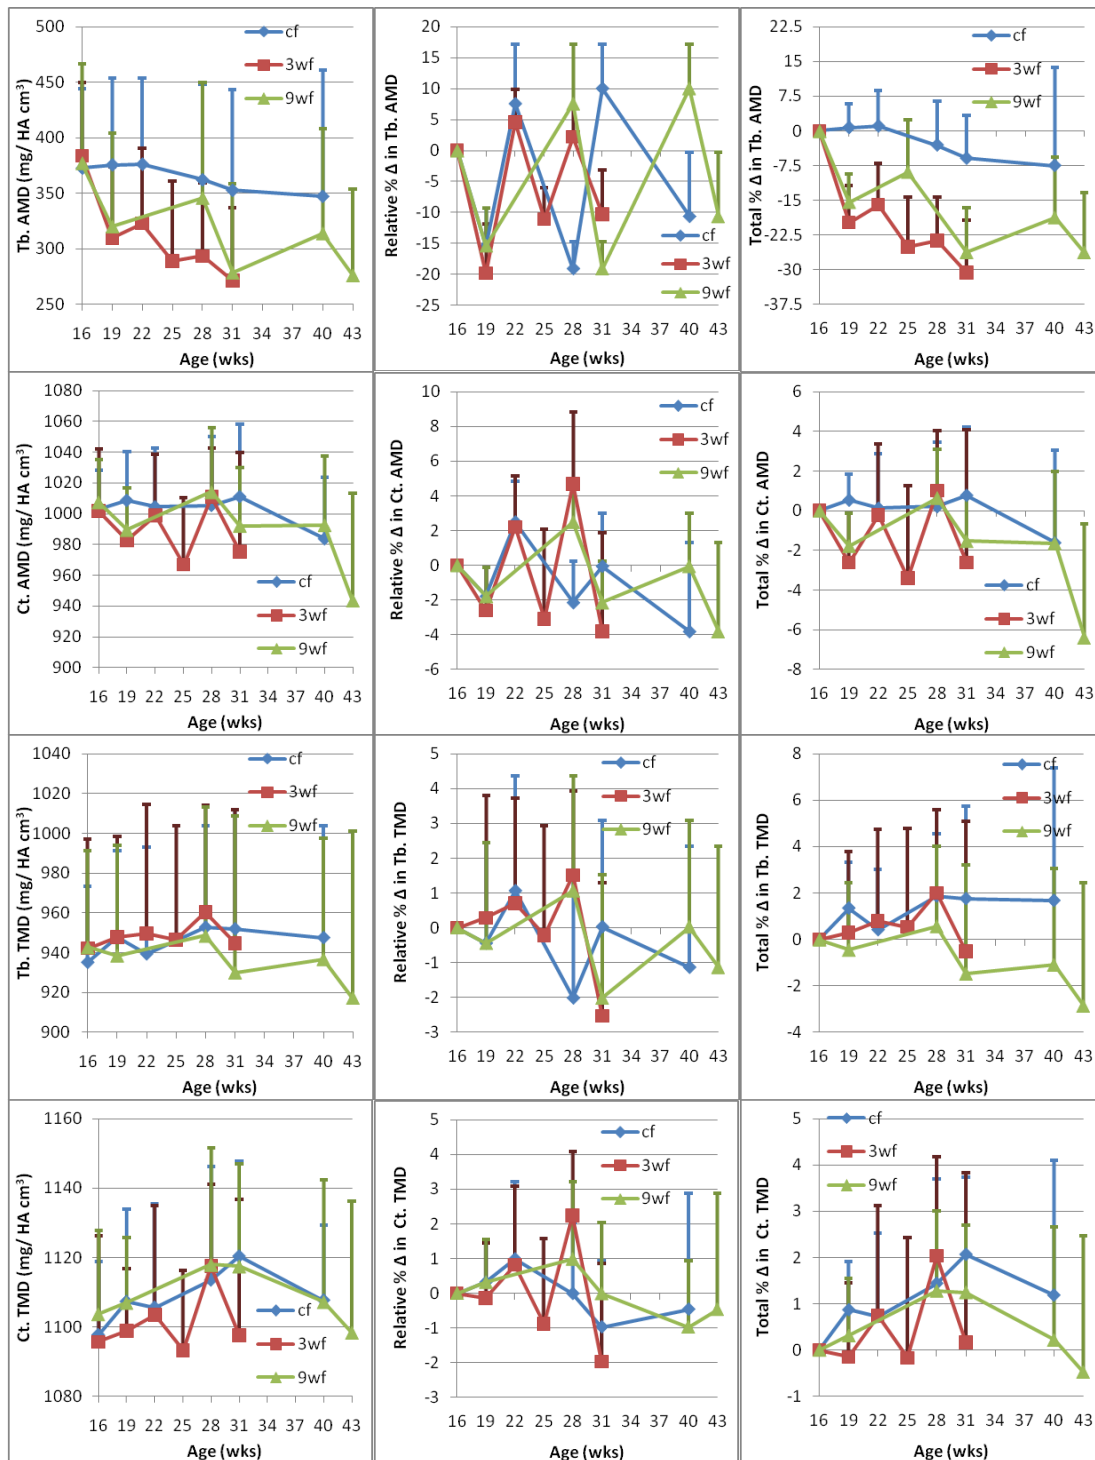 Tb. AMD (mg/ HA cm³)
500
450
400
350
300
250
cf
3wf
9wf
16 19 22 25 28 31 34 37 40 43
Age (wks)
Relative % Δ in Tb. AMD
20
15
10
5
0
-5
-10
-15
-20
-25
cf
3wf
9wf
16 19 22 25 28 31 34 37 40 43
Age (wks)
Total % Δ in Tb. AMD
22.5
15
7.5
0
-7.5
-15
-22.5
-30
-37.5
cf
3wf
9wf
16 19 22 25 28 31 34 37 40 43
Age (wks)
Ct. AMD (mg/ HA cm³)
1080
1060
1040
1020
1000
980
960
940
920
900
cf
3wf
9wf
16 19 22 25 28 31 34 37 40 43
Age (wks)
Relative % Δ in Ct. AMD
10
8
6
4
2
0
-2
-4
-6
cf
3wf
9wf
16 19 22 25 28 31 34 37 40 43
Age (wks)
Total % Δ in Ct. AMD
6
4
2
0
-2
-4
-6
-8
cf
3wf
9wf
16 19 22 25 28 31 34 37 40 43
Age (wks)
Tb. TMD (mg/ HA cm³)
1040
1020
1000
980
960
940
920
900
cf
3wf
9wf
16 19 22 25 28 31 34 37 40 43
Age (wks)
Relative % Δ in Tb. TMD
5
4
3
2
1
0
-1
-2
-3
cf
3wf
9wf
16 19 22 25 28 31 34 37 40 43
Age (wks)
Total % Δ in Tb. TMD
8
6
4
2
0
-2
-4
cf
3wf
9wf
16 19 22 25 28 31 34 37 40 43
Age (wks)
Ct. TMD (mg/ HA cm³)
1160
1140
1120
1100
1080
cf
3wf
9wf
16 19 22 25 28 31 34 37 40 43
Age (wks)
Relative % Δ in Ct. TMD
5
4
3
2
1
0
-1
-2
-3
cf
3wf
9wf
16 19 22 25 28 31 34 37 40 43
Age (wks)
Total % Δ in Ct. TMD
5
4
3
2
1
0
-1
cf
3wf
9wf
16 19 22 25 28 31 34 37 40 43
Age (wks)